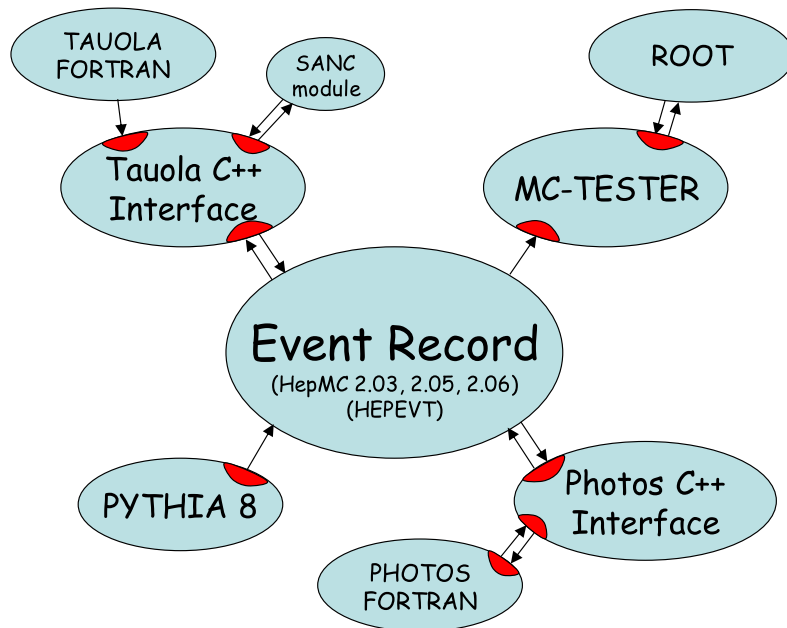 TAUOLA
FORTRAN
SANC
module
ROOT
Tauola C++
Interface
MC-TESTER
Event Record
(HepMC 2.03, 2.05, 2.06)
(HEPEVT)
PYTHIA 8
Photos C++
Interface
PHOTOS
FORTRAN